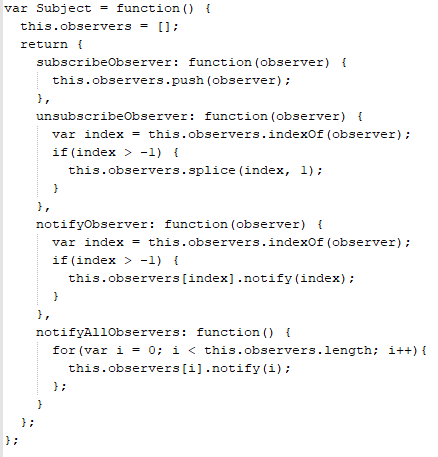 var Subject = function() {
  this.observers = [];
  return {
    subscribeObserver: function(observer) {
      this.observers.push(observer);
    },
    unsubscribeObserver: function(observer) {
      var index = this.observers.indexOf(observer);
      if(index > -1) {
        this.observers.splice(index, 1);
      }
    },
    notifyObserver: function(observer) {
      var index = this.observers.indexOf(observer);
      if(index > -1) {
        this.observers[index].notify(index);
      }
    },
    notifyAllObservers: function() {
      for(var i = 0; i < this.observers.length; i++){
        this.observers[i].notify(i);
      };
    }
  };
};